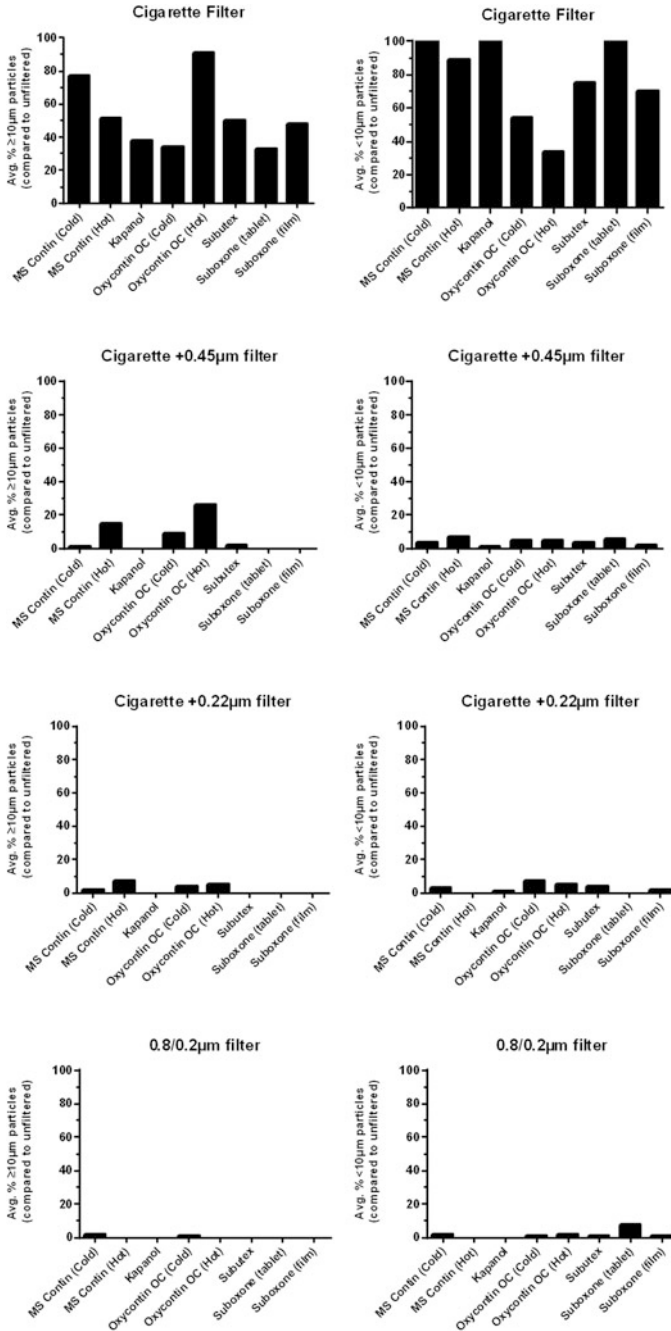 Cigarette Filter
Avg. % ≥10µm particles
(compared to unfiltered)
100
80
60
40
20
0
MS Contin (Cold)
MS Contin (Hot)
Kapanol
Oxycontin OC (Cold)
Oxycontin OC (Hot)
Subutex
Suboxone (tablet)
Suboxone (film)
Cigarette Filter
Avg. % <10µm particles
(compared to unfiltered)
100
80
60
40
20
0
MS Contin (Cold)
MS Contin (Hot)
Kapanol
Oxycontin OC (Cold)
Oxycontin OC (Hot)
Subutex
Suboxone (tablet)
Suboxone (film)
Cigarette +0.45µm filter
Avg. % ≥10µm particles
(compared to unfiltered)
100
80
60
40
20
0
MS Contin (Cold)
MS Contin (Hot)
Kapanol
Oxycontin OC (Cold)
Oxycontin OC (Hot)
Subutex
Suboxone (tablet)
Suboxone (film)
Cigarette +0.45µm filter
Avg. % <10µm particles
(compared to unfiltered)
100
80
60
40
20
0
MS Contin (Cold)
MS Contin (Hot)
Kapanol
Oxycontin OC (Cold)
Oxycontin OC (Hot)
Subutex
Suboxone (tablet)
Suboxone (film)
Cigarette +0.22µm filter
Avg. % ≥10µm particles
(compared to unfiltered)
100
80
60
40
20
0
MS Contin (Cold)
MS Contin (Hot)
Kapanol
Oxycontin OC (Cold)
Oxycontin OC (Hot)
Subutex
Suboxone (tablet)
Suboxone (film)
Cigarette +0.22µm filter
Avg. % <10µm particles
(compared to unfiltered)
100
80
60
40
20
0
MS Contin (Cold)
MS Contin (Hot)
Kapanol
Oxycontin OC (Cold)
Oxycontin OC (Hot)
Subutex
Suboxone (tablet)
Suboxone (film)
0.8/0.2µm filter
Avg. % ≥10µm particles
(compared to unfiltered)
100
80
60
40
20
0
MS Contin (Cold)
MS Contin (Hot)
Kapanol
Oxycontin OC (Cold)
Oxycontin OC (Hot)
Subutex
Suboxone (tablet)
Suboxone (film)
0.8/0.2µm filter
Avg. % <10µm particles
(compared to unfiltered)
100
80
60
40
20
0
MS Contin (Cold)
MS Contin (Hot)
Kapanol
Oxycontin OC (Cold)
Oxycontin OC (Hot)
Subutex
Suboxone (tablet)
Suboxone (film)